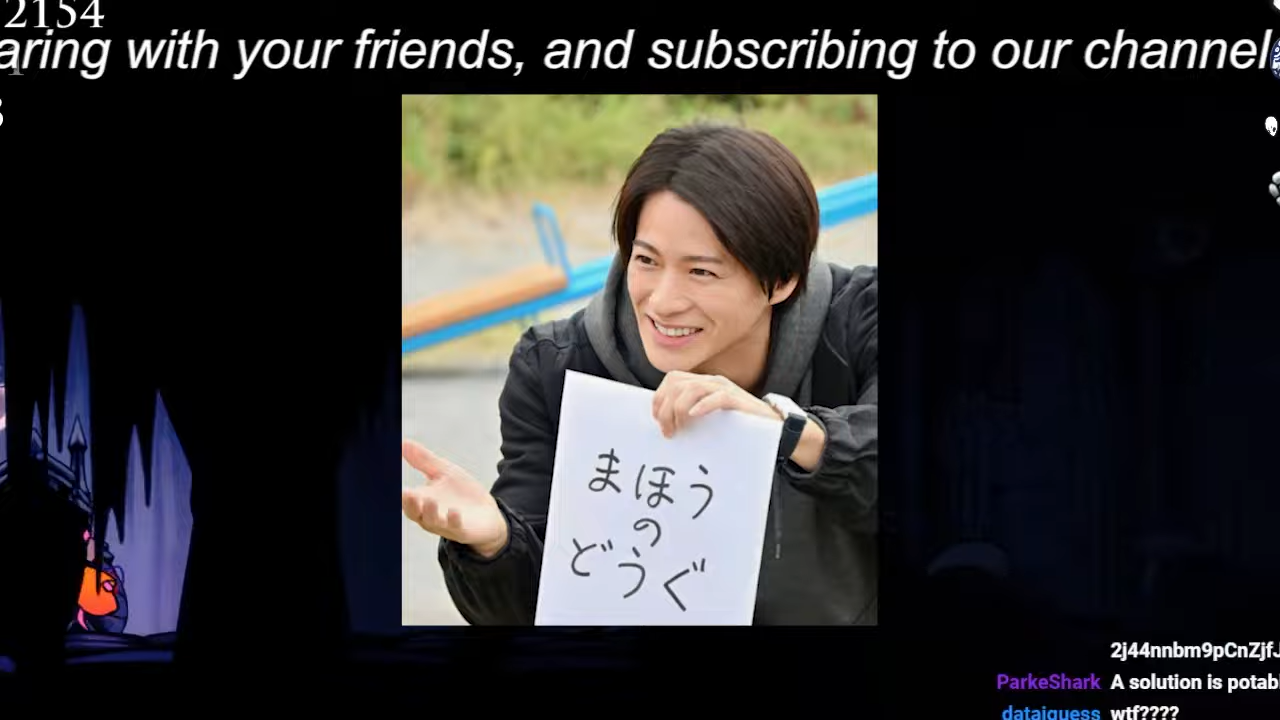 2154
aring with your friends, and subscribing to our channel
まほう
の
どうぐ
2j44nnbm9pCnZjfJ
ParkeShark A solution is potab
dataiguess wtf????